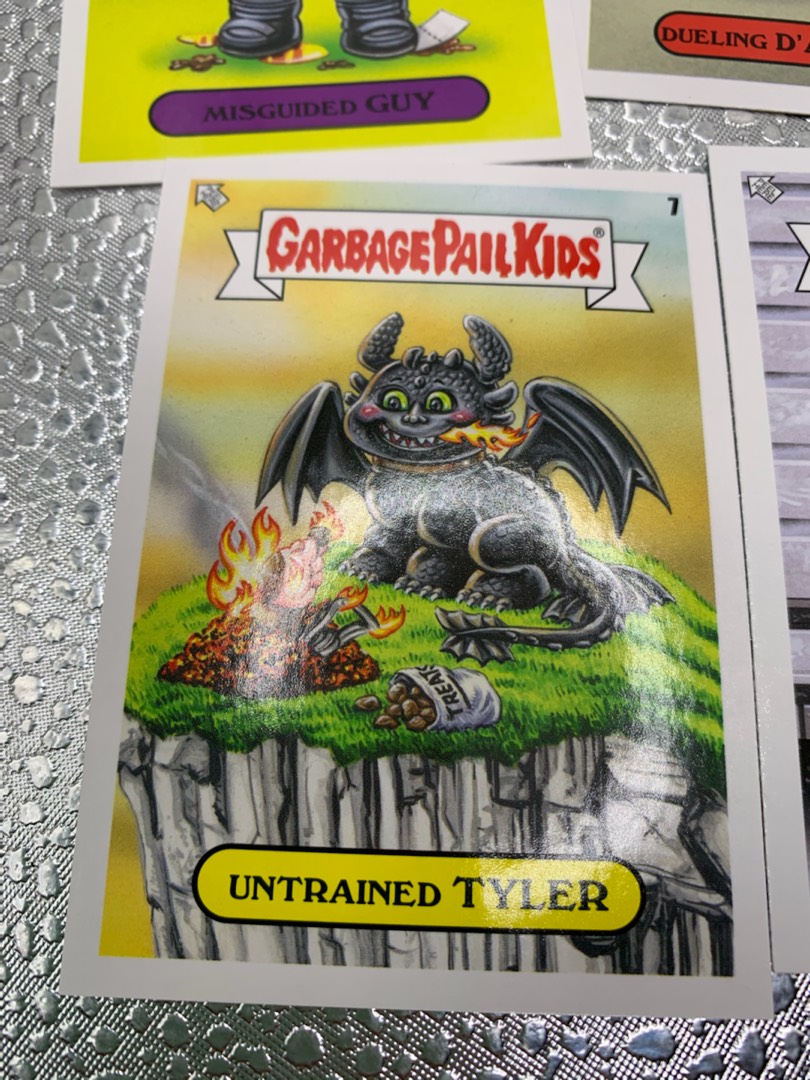 MISGUIDED GUY
DUELING D'
7
GARBAGE PAIL KIDS®
TREATS
UNTRAINED TYLER